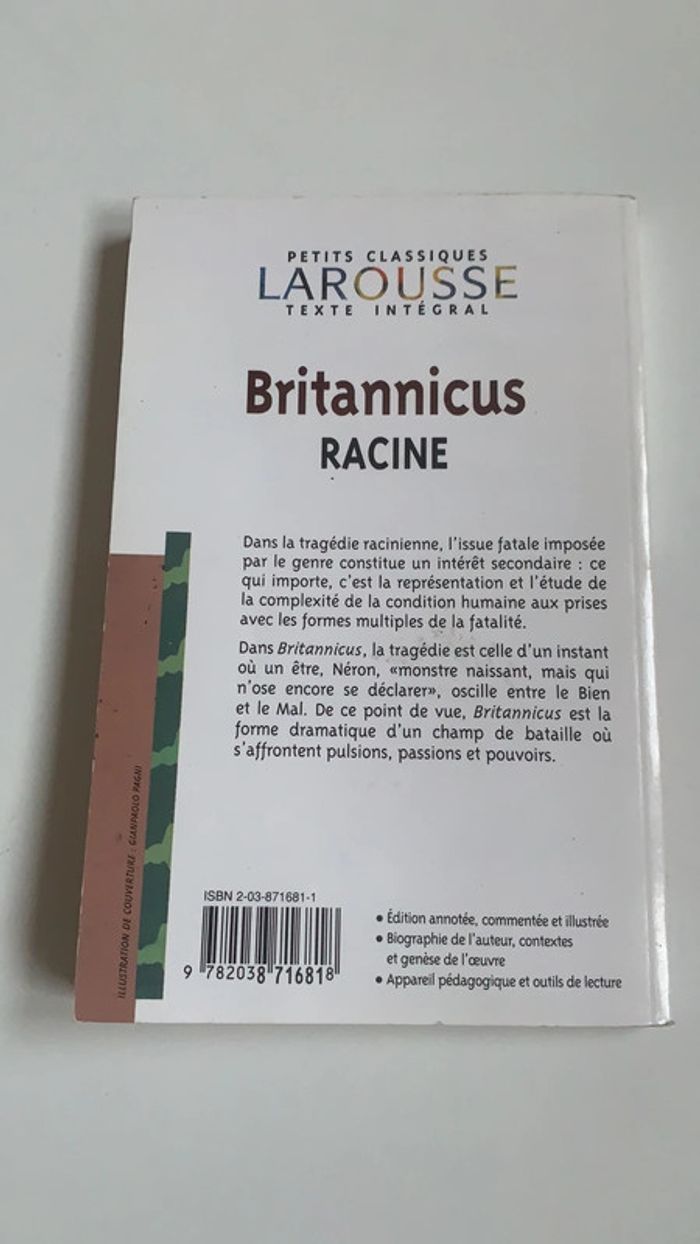 PETITS CLASSIQUES
LAROUSSE
TEXTE INTÉGRAL
Britannicus
RACINE
Dans la tragédie racinienne, l'issue fatale imposée
par le genre constitue un intérêt secondaire : ce
qui importe, c'est la représentation et l'étude de
la complexité de la condition humaine aux prises
avec les formes multiples de la fatalité.
Dans Britannicus, la tragédie est celle d'un instant
où un être, Néron, «monstre naissant, mais qui
n'ose encore se déclarer», oscille entre le Bien
et le Mal. De ce point de vue, Britannicus est la
forme dramatique d'un champ de bataille où
s'affrontent pulsions, passions et pouvoirs.
ILLUSTRATION DE COUVERTURE : GIANPAOLO PAGNI
ISBN 2-03-871681-1
9 782038 716818
• Édition annotée, commentée et illustrée
• Biographie de l'auteur, contextes
et genèse de l'œuvre
• Appareil pédagogique et outils de lecture